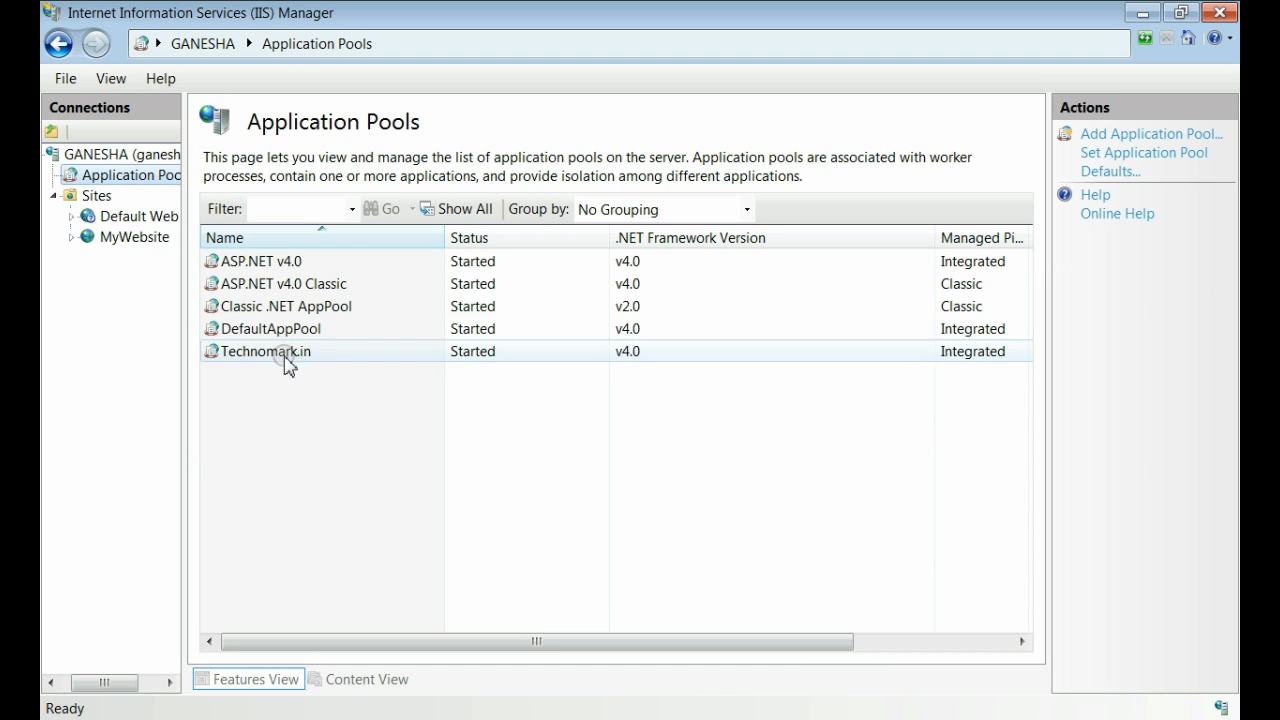 Internet Information Services (IIS) Manager
GANESHA
Application Pools
File View Help
Connections
GANESHA (ganesh
Application Poo
Sites
Default Web
MyWebsite
Application Pools
This page lets you view and manage the list of application pools on the server. Application pools are associated with worker
processes, contain one or more applications, and provide isolation among different applications.
Filter: Go Show All Group by: No Grouping
Name Status .NET Framework Version Managed Pi...
ASP.NET v4.0 Started v4.0 Integrated
ASP.NET v4.0 Classic Started v4.0 Classic
Classic .NET AppPool Started v2.0 Classic
DefaultAppPool Started v4.0 Integrated
Technomark.in Started v4.0 Integrated
Features View Content View
Actions
Add Application Pool...
Set Application Pool
Defaults...
Help
Online Help
Ready